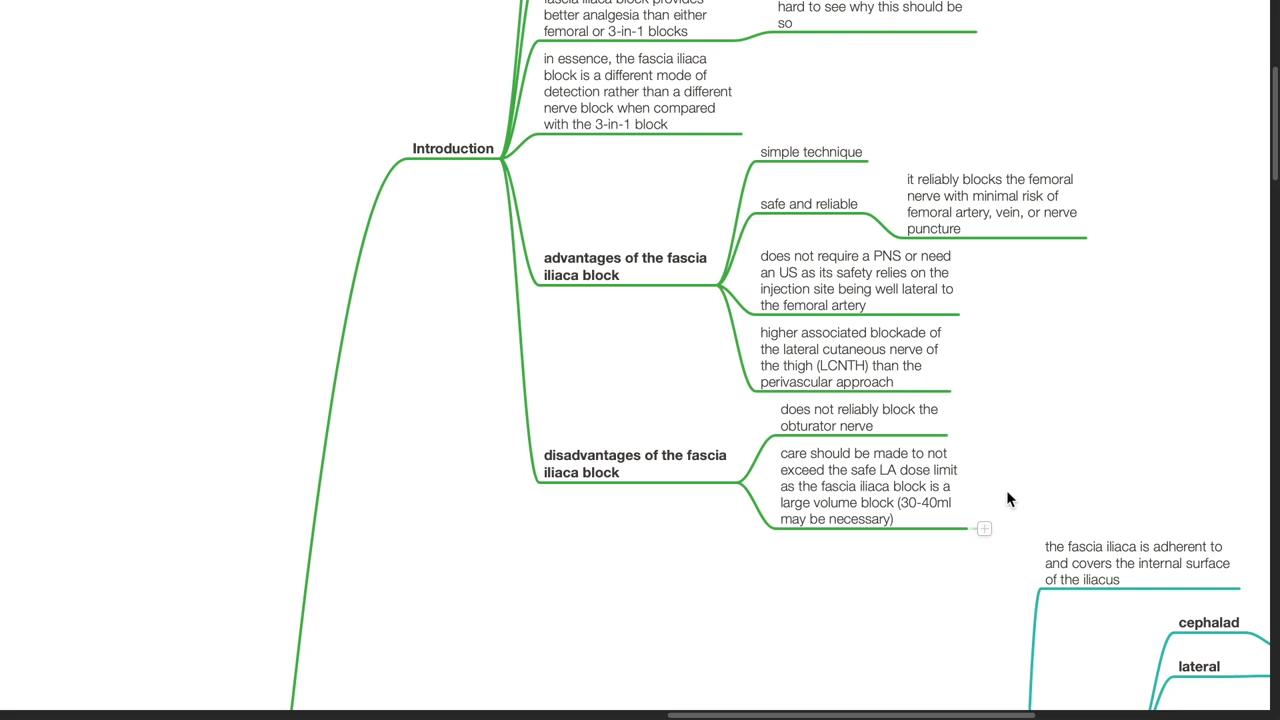 fascia iliaca block provides
better analgesia than either
femoral or 3-in-1 blocks
hard to see why this should be
so
in essence, the fascia iliaca
block is a different mode of
detection rather than a different
nerve block when compared
with the 3-in-1 block
Introduction
simple technique
safe and reliable
it reliably blocks the femoral
nerve with minimal risk of
femoral artery, vein, or nerve
puncture
advantages of the fascia
iliaca block
does not require a PNS or need
an US as its safety relies on the
injection site being well lateral to
the femoral artery
higher associated blockade of
the lateral cutaneous nerve of
the thigh (LCNTH) than the
perivascular approach
disadvantages of the fascia
iliaca block
does not reliably block the
obturator nerve
care should be made to not
exceed the safe LA dose limit
as the fascia iliaca block is a
large volume block (30-40ml
may be necessary)
the fascia iliaca is adherent to
and covers the internal surface
of the iliacus
cephalad
lateral